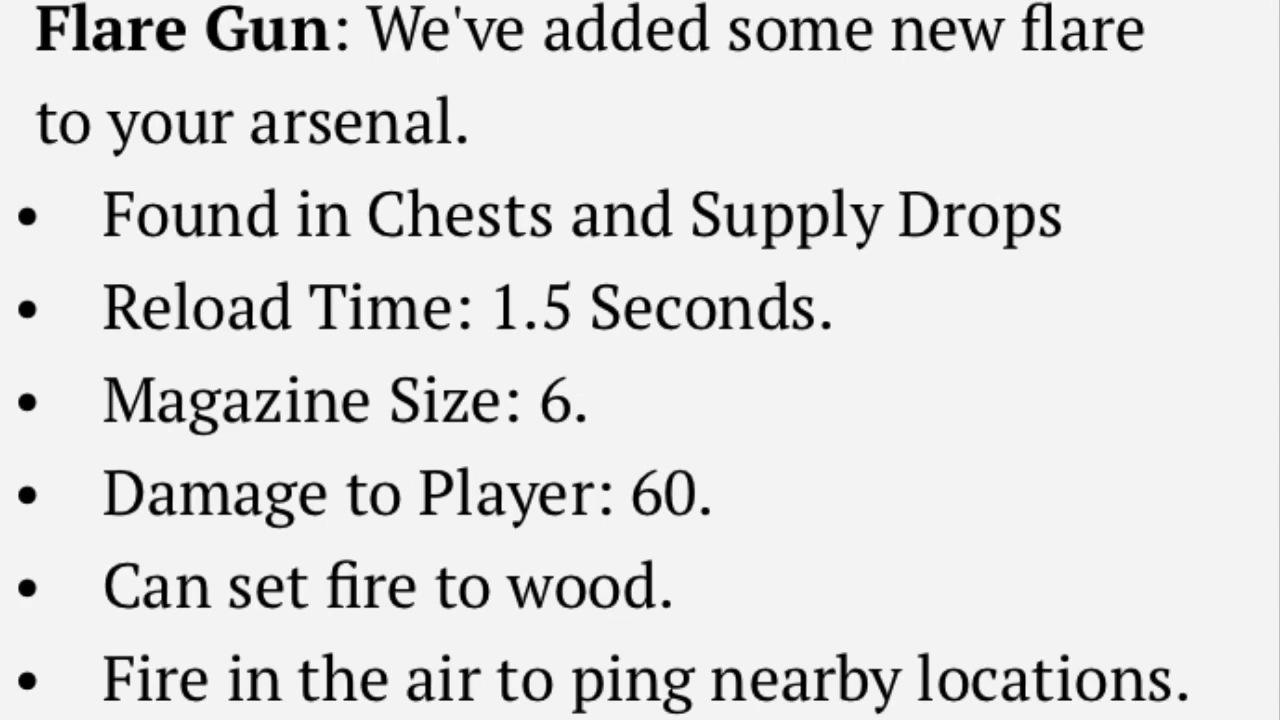 Flare Gun: We've added some new flare
to your arsenal.
• Found in Chests and Supply Drops
• Reload Time: 1.5 Seconds.
• Magazine Size: 6.
• Damage to Player: 60.
• Can set fire to wood.
• Fire in the air to ping nearby locations.